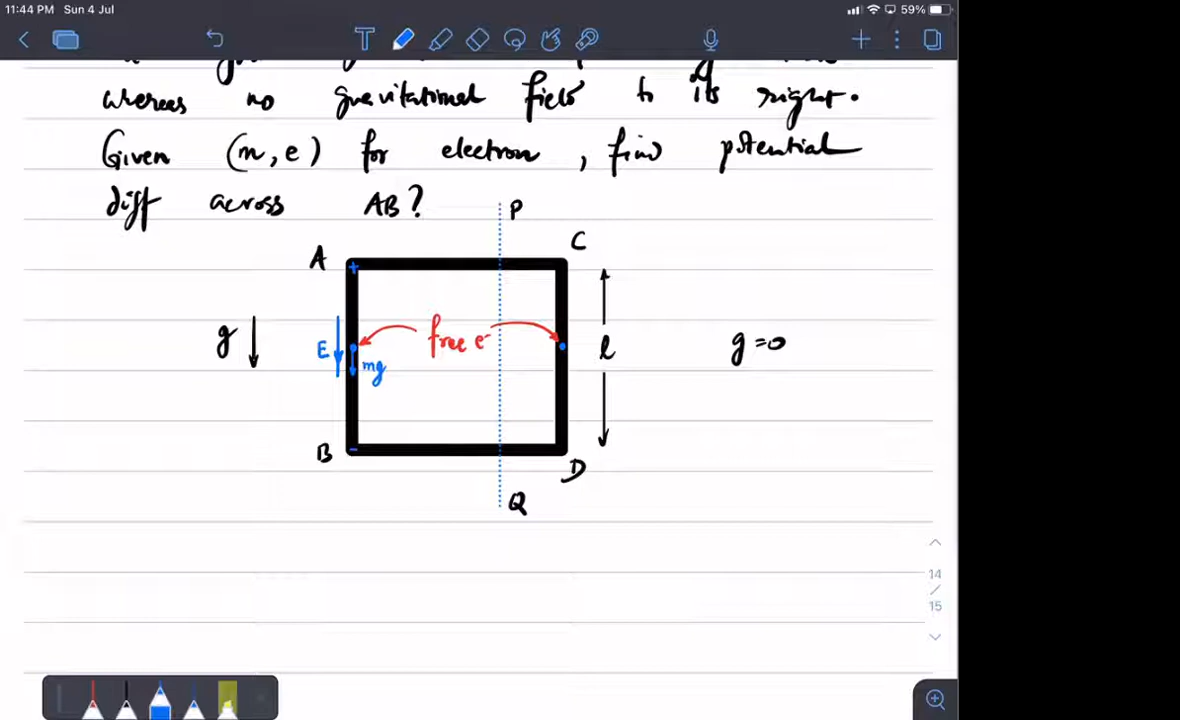 11:44 PM Sun 4 Jul 59%
whereas no gravitational field to its right.
Given (m, e) for electron, find potential
diff across AB?
P
A C
+
g free e⁻ l g=0
E
mg
B -
D
Q
14
/
15